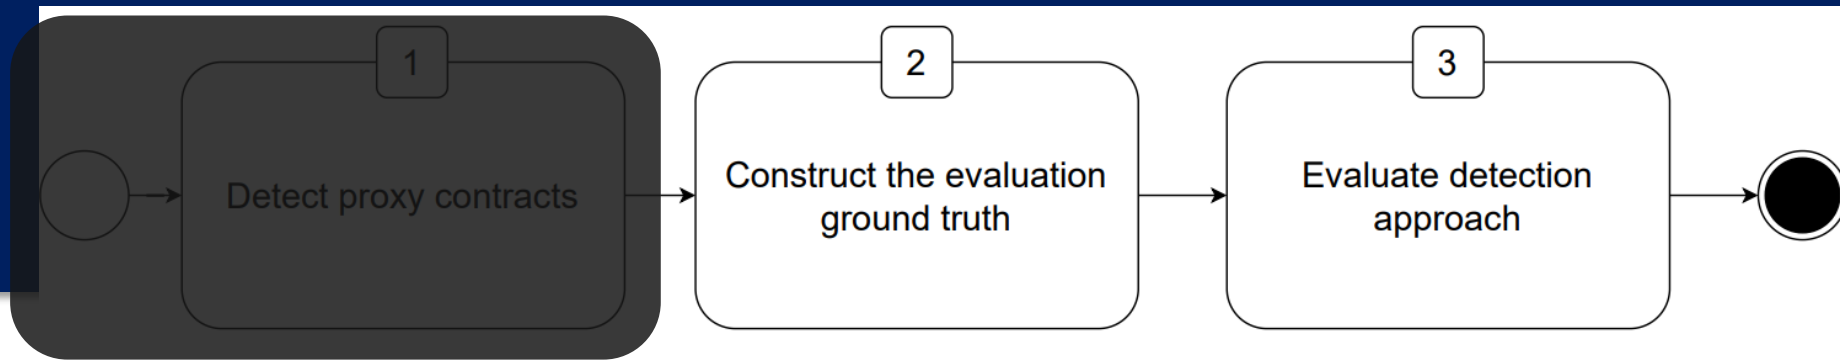 1
Detect proxy contracts
2
Construct the evaluation
ground truth
3
Evaluate detection
approach